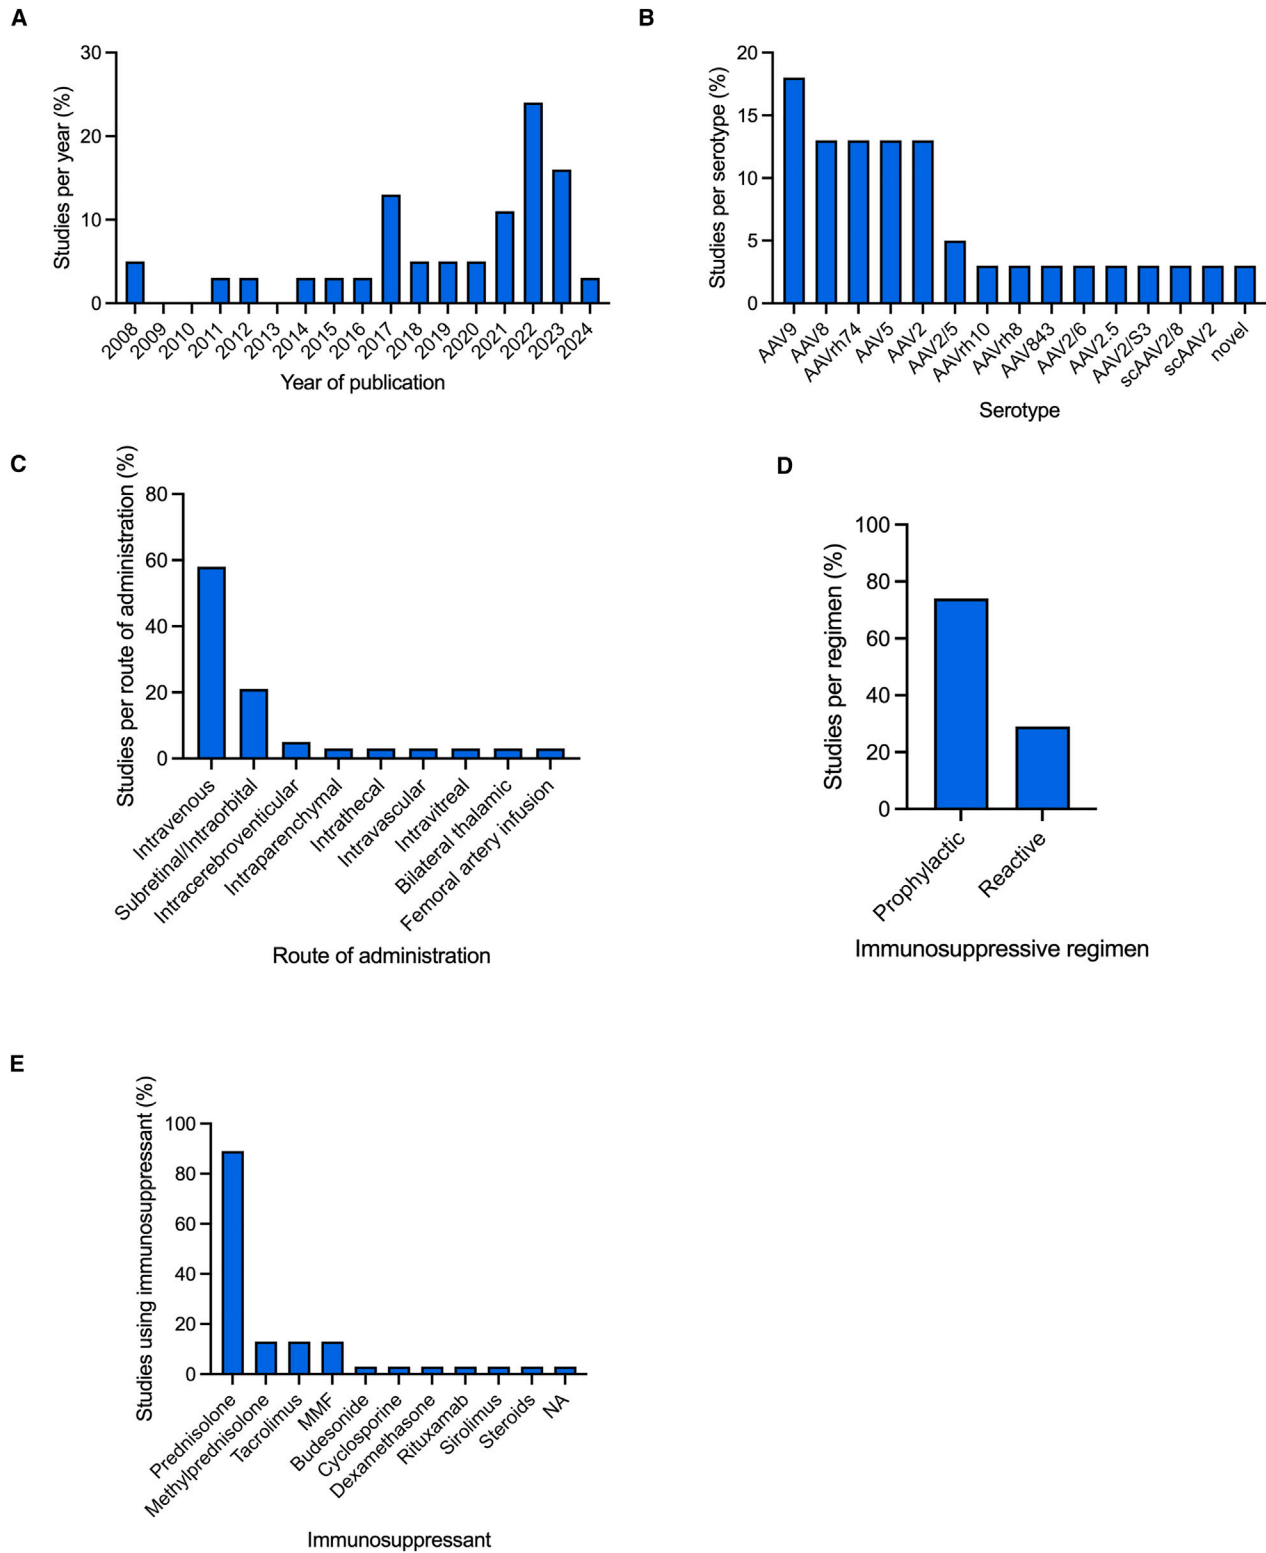 A
Studies per year (%)
30
20
10
0
2008
2009
2010
2011
2012
2013
2014
2015
2016
2017
2018
2019
2020
2021
2022
2023
2024
Year of publication
B
Studies per serotype (%)
20
15
10
5
0
AAV9
AAV8
AAVrh74
AAV5
AAV2
AAV2/5
AAVrh10
AAVrh8
AAV843
AAV2/6
AAV2.5
AAV2/S3
scAAV2/8
scAAV2
novel
Serotype
C
Studies per route of administration (%)
80
60
40
20
0
Intravenous
Subretinal/Intraorbital
Intracerebroventicular
Intraparenchymal
Intrathecal
Intravascular
Intravitreal
Bilateral thalamic
Femoral artery infusion
Route of administration
D
Studies per regimen (%)
100
80
60
40
20
0
Prophylactic
Reactive
Immunosuppressive regimen
E
Studies using immunosuppressant (%)
100
80
60
40
20
0
Prednisolone
Methylprednisolone
Tacrolimus
MMF
Budesonide
Cyclosporine
Dexamethasone
Rituxamab
Sirolimus
Steroids
NA
Immunosuppressant